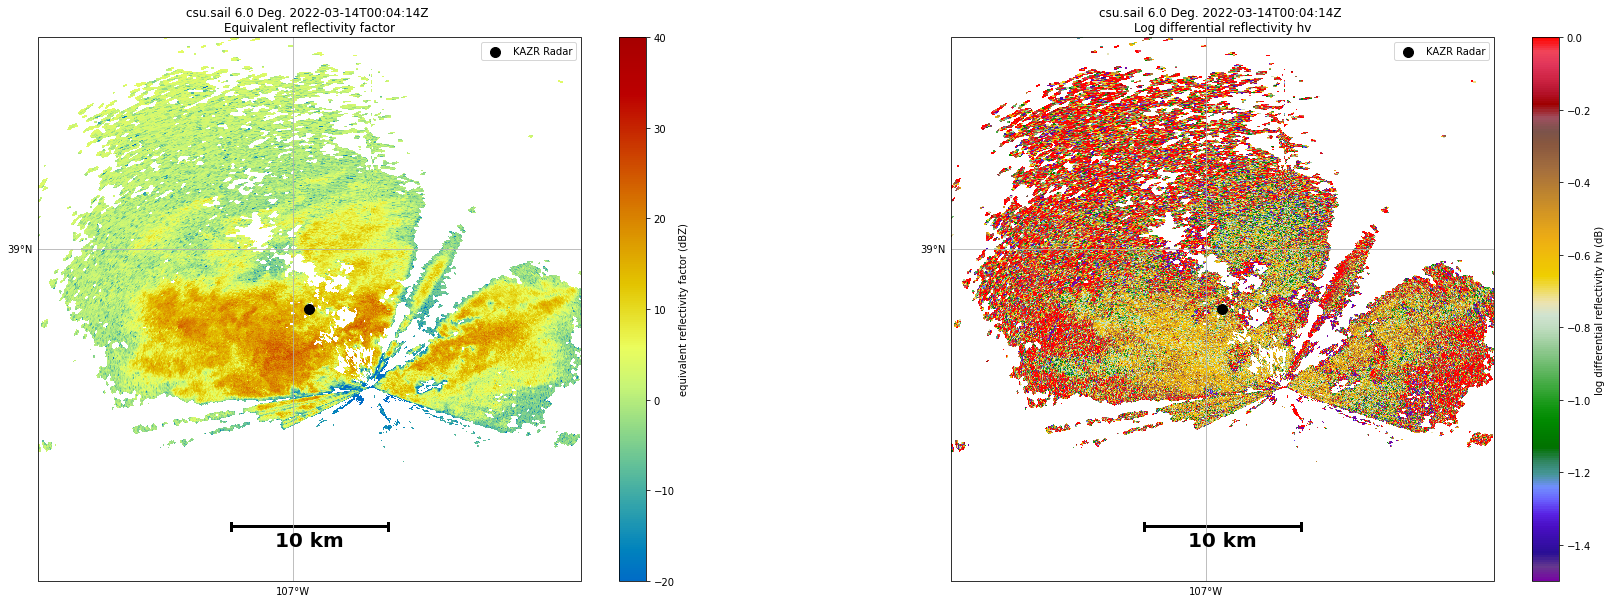 csu.sail 6.0 Deg. 2022-03-14T00:04:14Z
Equivalent reflectivity factor
KAZR Radar
39°N
107°W
10 km
40
30
20
10
0
−10
−20
equivalent reflectivity factor (dBZ)
csu.sail 6.0 Deg. 2022-03-14T00:04:14Z
Log differential reflectivity hv
KAZR Radar
39°N
107°W
10 km
0.0
−0.2
−0.4
−0.6
−0.8
−1.0
−1.2
−1.4
log differential reflectivity hv (dB)